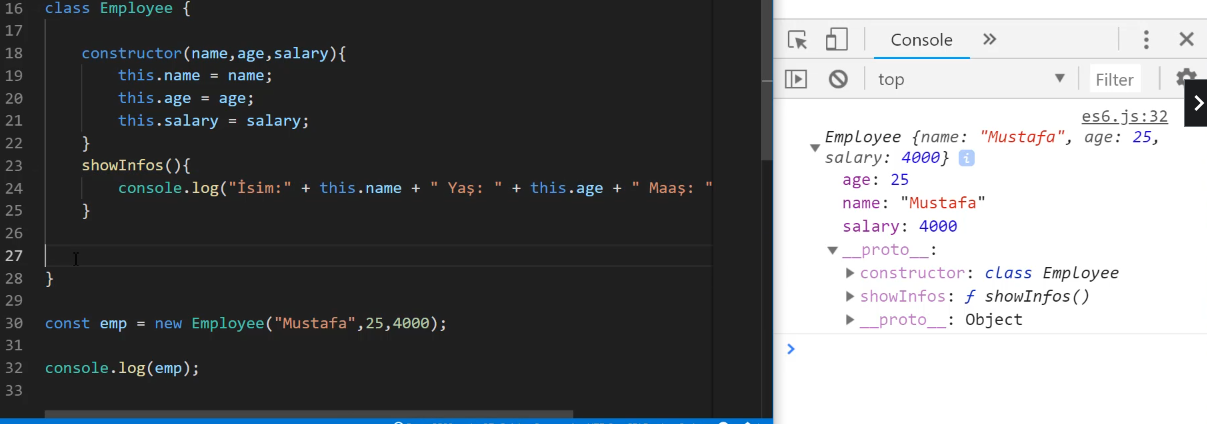 16 class Employee {
17
18 constructor(name,age,salary){
19 this.name = name;
20 this.age = age;
21 this.salary = salary;
22 }
23 showInfos(){
24 console.log("İsim:" + this.name + " Yaş: " + this.age + " Maaş: "
25 }
26
27
28 }
29
30 const emp = new Employee("Mustafa",25,4000);
31
32 console.log(emp);
33
Console
top Filter
es6.js:32
Employee {name: "Mustafa", age: 25,
salary: 4000} i
age: 25
name: "Mustafa"
salary: 4000
__proto__:
constructor: class Employee
showInfos: ƒ showInfos()
__proto__: Object